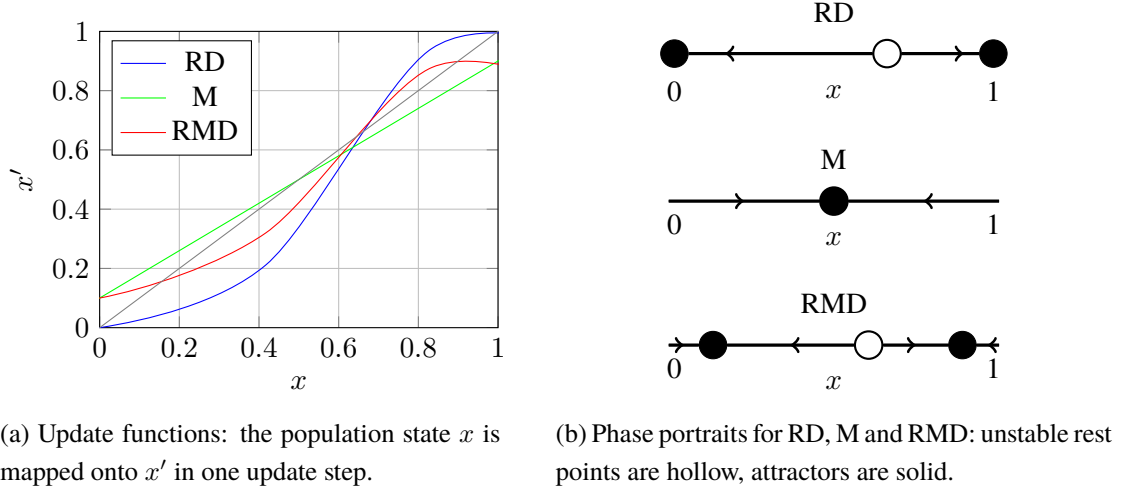 RD
M
RMD
1
0.8
0.6
0.4
0.2
0
x′
0
0.2
0.4
0.6
0.8
1
x
(a) Update functions: the population state x is
mapped onto x′ in one update step.
RD
0
x
1
M
0
x
1
RMD
0
x
1
(b) Phase portraits for RD, M and RMD: unstable rest
points are hollow, attractors are solid.